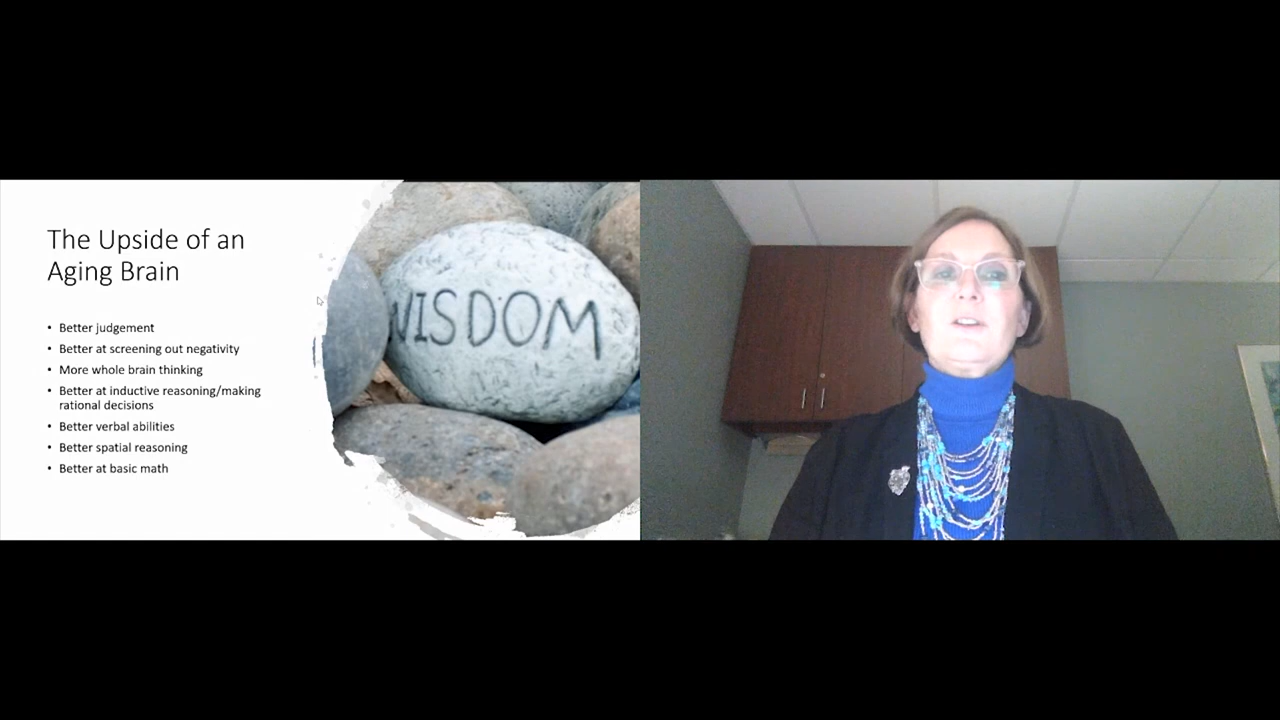 The Upside of an
Aging Brain
• Better judgement
• Better at screening out negativity
• More whole brain thinking
• Better at inductive reasoning/making
rational decisions
• Better verbal abilities
• Better spatial reasoning
• Better at basic math
WISDOM